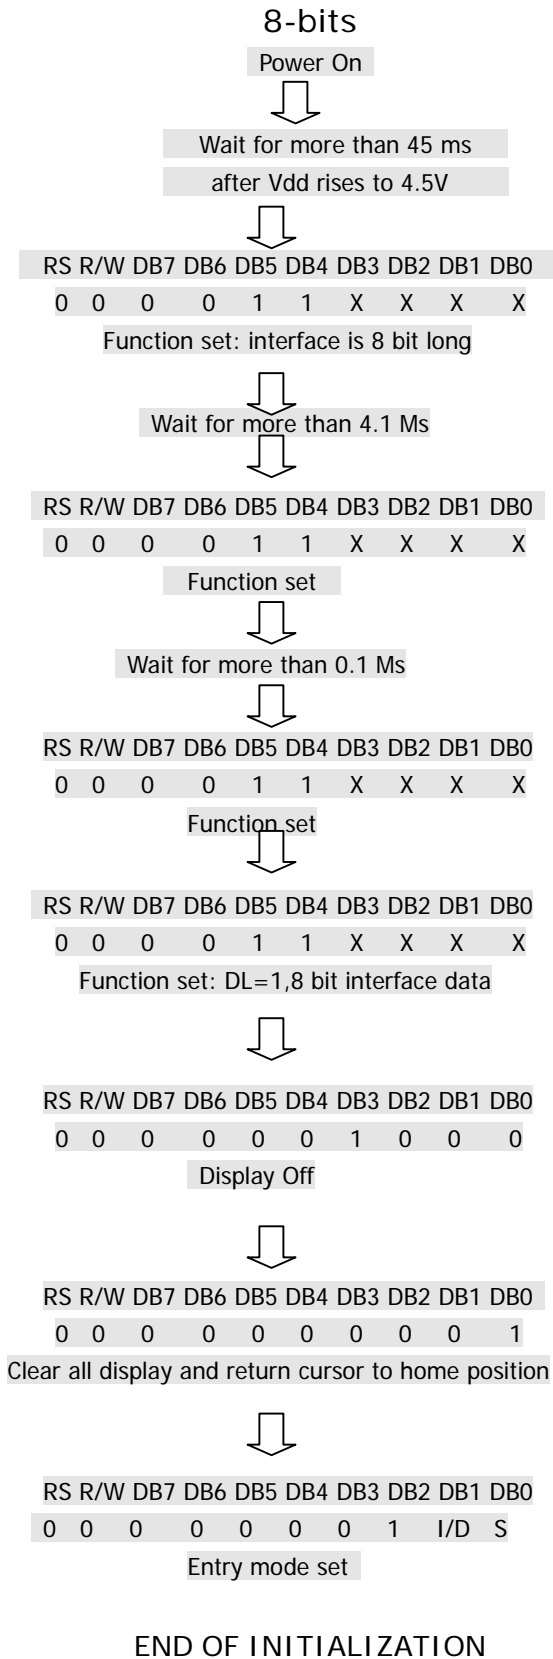 8-bits
Power On
Wait for more than 45 ms
after Vdd rises to 4.5V
RS R/W DB7 DB6 DB5 DB4 DB3 DB2 DB1 DB0
0 0 0 0 1 1 X X X X
Function set: interface is 8 bit long
Wait for more than 4.1 Ms
RS R/W DB7 DB6 DB5 DB4 DB3 DB2 DB1 DB0
0 0 0 0 1 1 X X X X
Function set
Wait for more than 0.1 Ms
RS R/W DB7 DB6 DB5 DB4 DB3 DB2 DB1 DB0
0 0 0 0 1 1 X X X X
Function set
RS R/W DB7 DB6 DB5 DB4 DB3 DB2 DB1 DB0
0 0 0 0 1 1 X X X X
Function set: DL=1,8 bit interface data
RS R/W DB7 DB6 DB5 DB4 DB3 DB2 DB1 DB0
0 0 0 0 0 0 1 0 0 0
Display Off
RS R/W DB7 DB6 DB5 DB4 DB3 DB2 DB1 DB0
0 0 0 0 0 0 0 0 0 1
Clear all display and return cursor to home position
RS R/W DB7 DB6 DB5 DB4 DB3 DB2 DB1 DB0
0 0 0 0 0 0 0 1 I/D S
Entry mode set
END OF INITIALIZATION